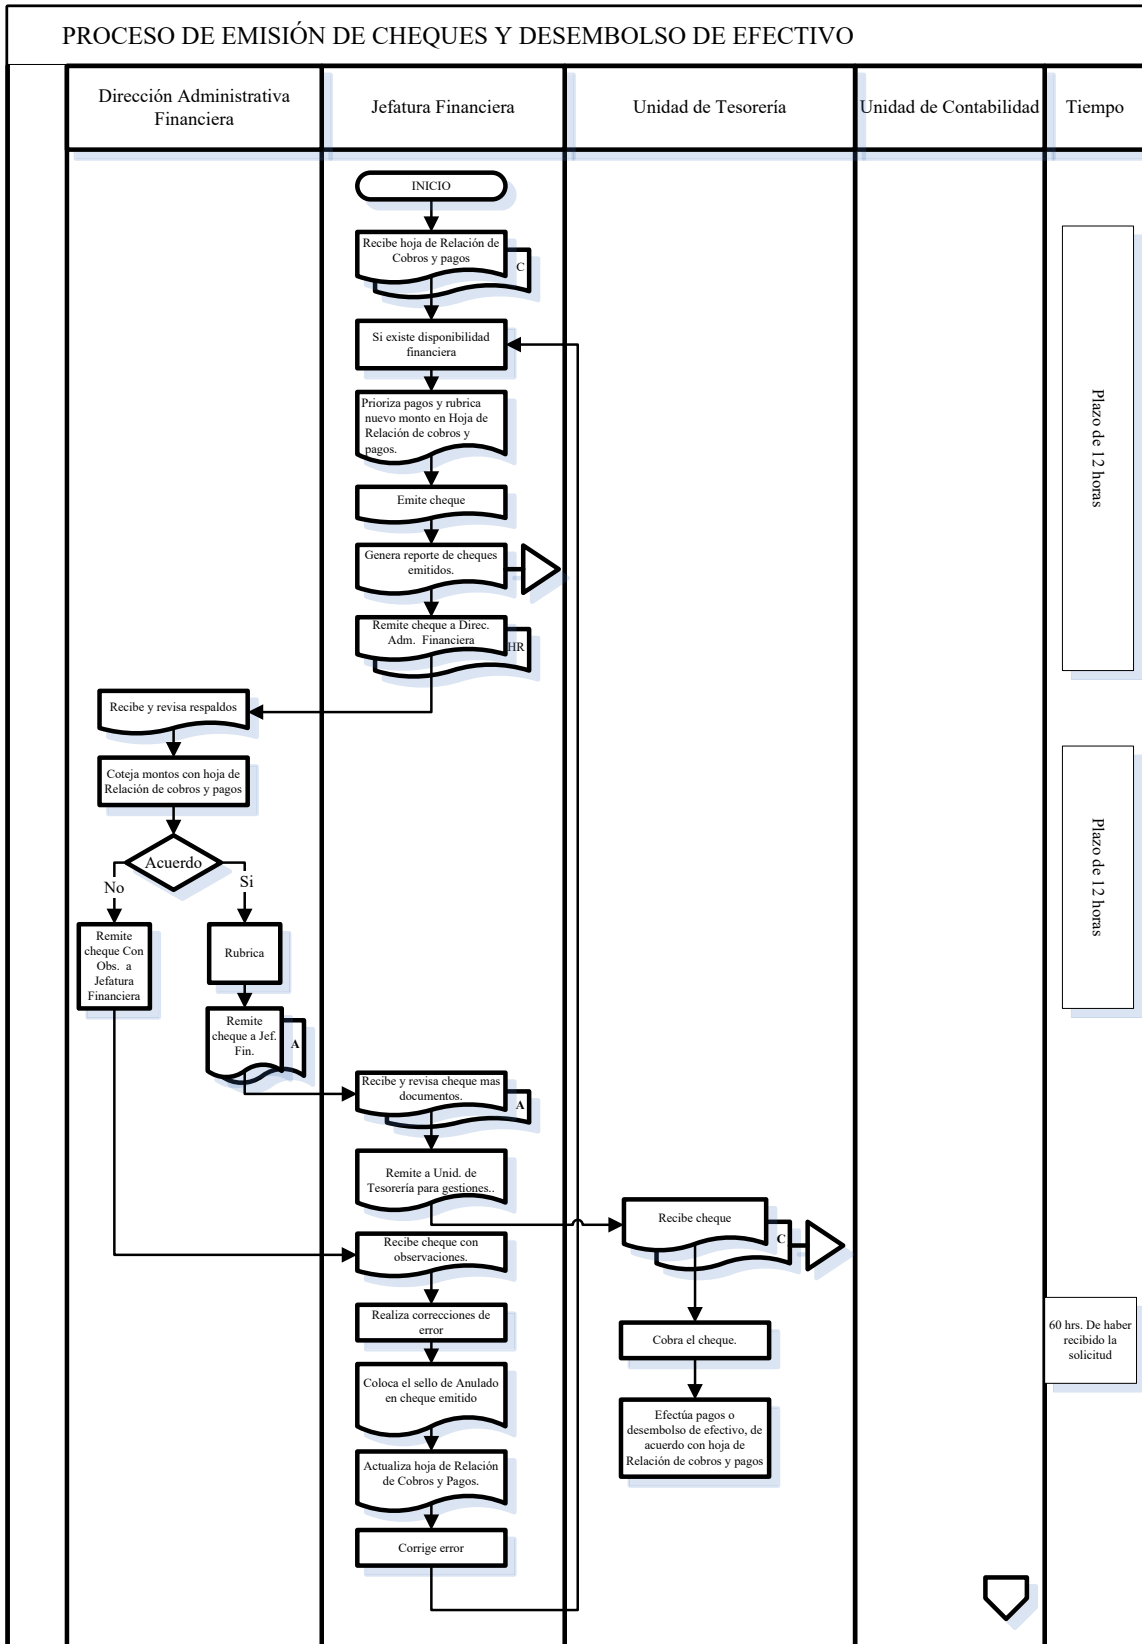 PROCESO DE EMISIÓN DE CHEQUES Y DESEMBOLSO DE EFECTIVO
Dirección Administrativa
Financiera
Jefatura Financiera
Unidad de Tesorería
Unidad de Contabilidad
Tiempo
INICIO
Recibe hoja de Relación de
Cobros y pagos
C
Si existe disponibilidad
financiera
Prioriza pagos y rubrica
nuevo monto en Hoja de
Relación de cobros y
pagos.
Emite cheque
Genera reporte de cheques
emitidos.
Remite cheque a Direc.
Adm. Financiera
HR
Plazo de 12 horas
Recibe y revisa respaldos
Coteja montos con hoja de
Relación de cobros y pagos
Acuerdo
No
Si
Remite
cheque Con
Obs. a
Jefatura
Financiera
Rubrica
Remite
cheque a Jef.
Fin.
A
Plazo de 12 horas
Recibe y revisa cheque mas
documentos.
A
Remite a Unid. de
Tesorería para gestiones..
Recibe cheque
C
Recibe cheque con
observaciones.
Realiza correcciones de
error
Cobra el cheque.
60 hrs. De haber
recibido la
solicitud
Coloca el sello de Anulado
en cheque emitido
Efectúa pagos o
desembolso de efectivo, de
acuerdo con hoja de
Relación de cobros y pagos
Actualiza hoja de Relación
de Cobros y Pagos.
Corrige error